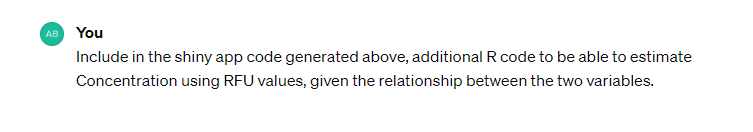 AB You
Include in the shiny app code generated above, additional R code to be able to estimate
Concentration using RFU values, given the relationship between the two variables.